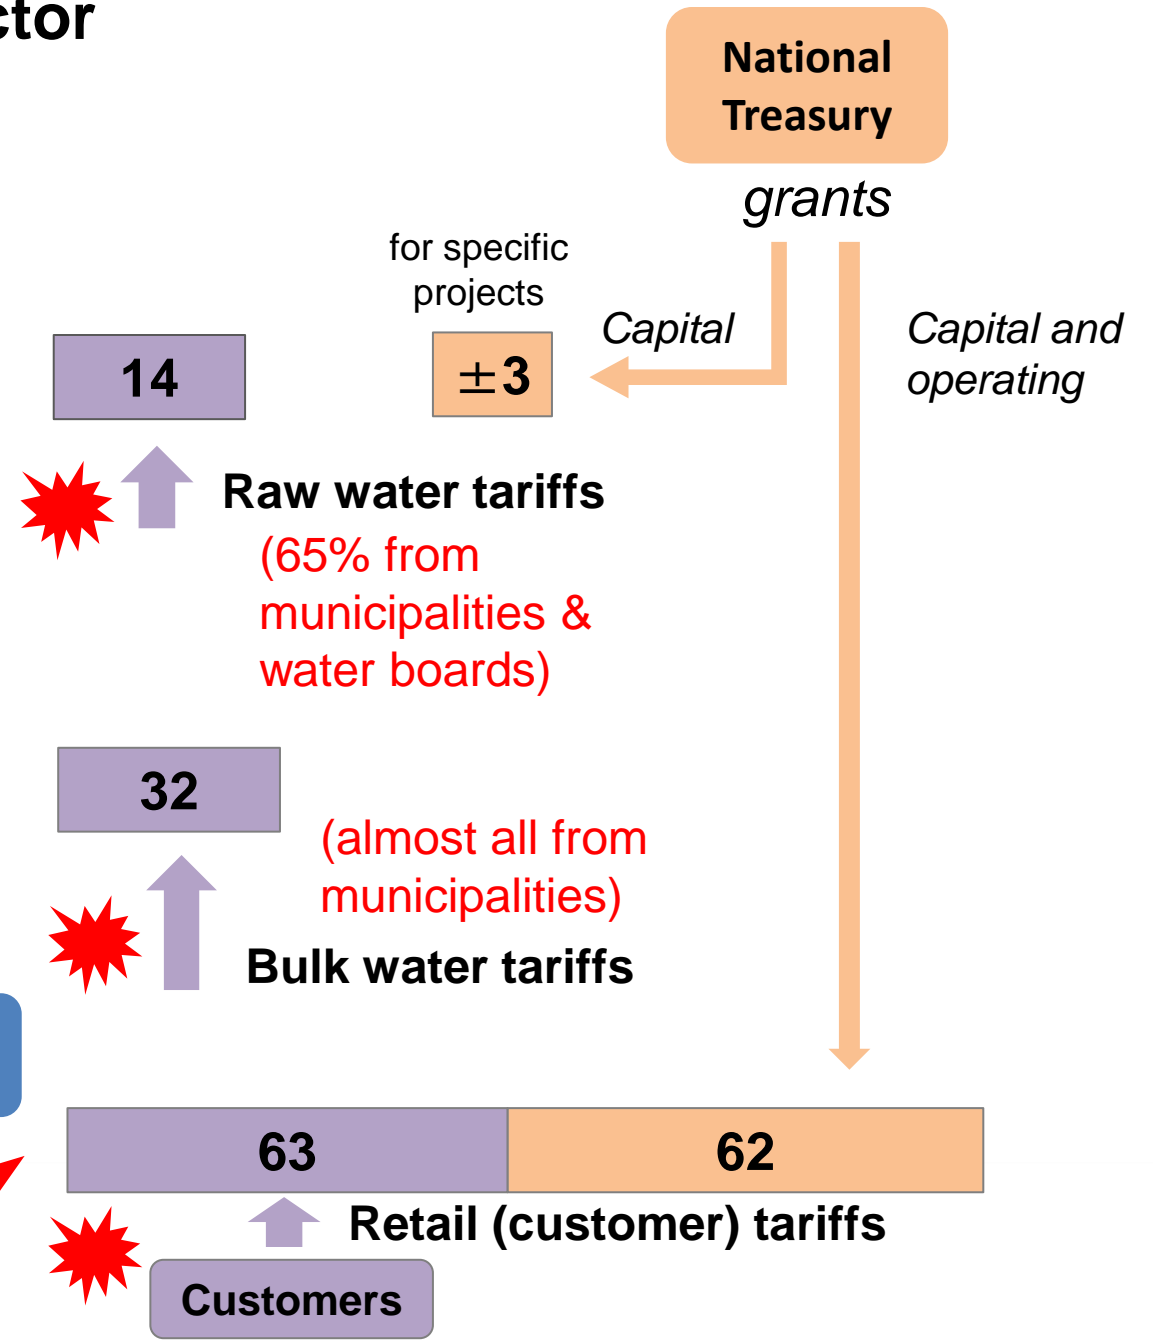 National
Treasury
grants
for specific
projects
Capital
Capital and
operating
14
±3
Raw water tariffs
(65% from
municipalities &
water boards)
32
(almost all from
municipalities)
Bulk water tariffs
63
62
Retail (customer) tariffs
Customers